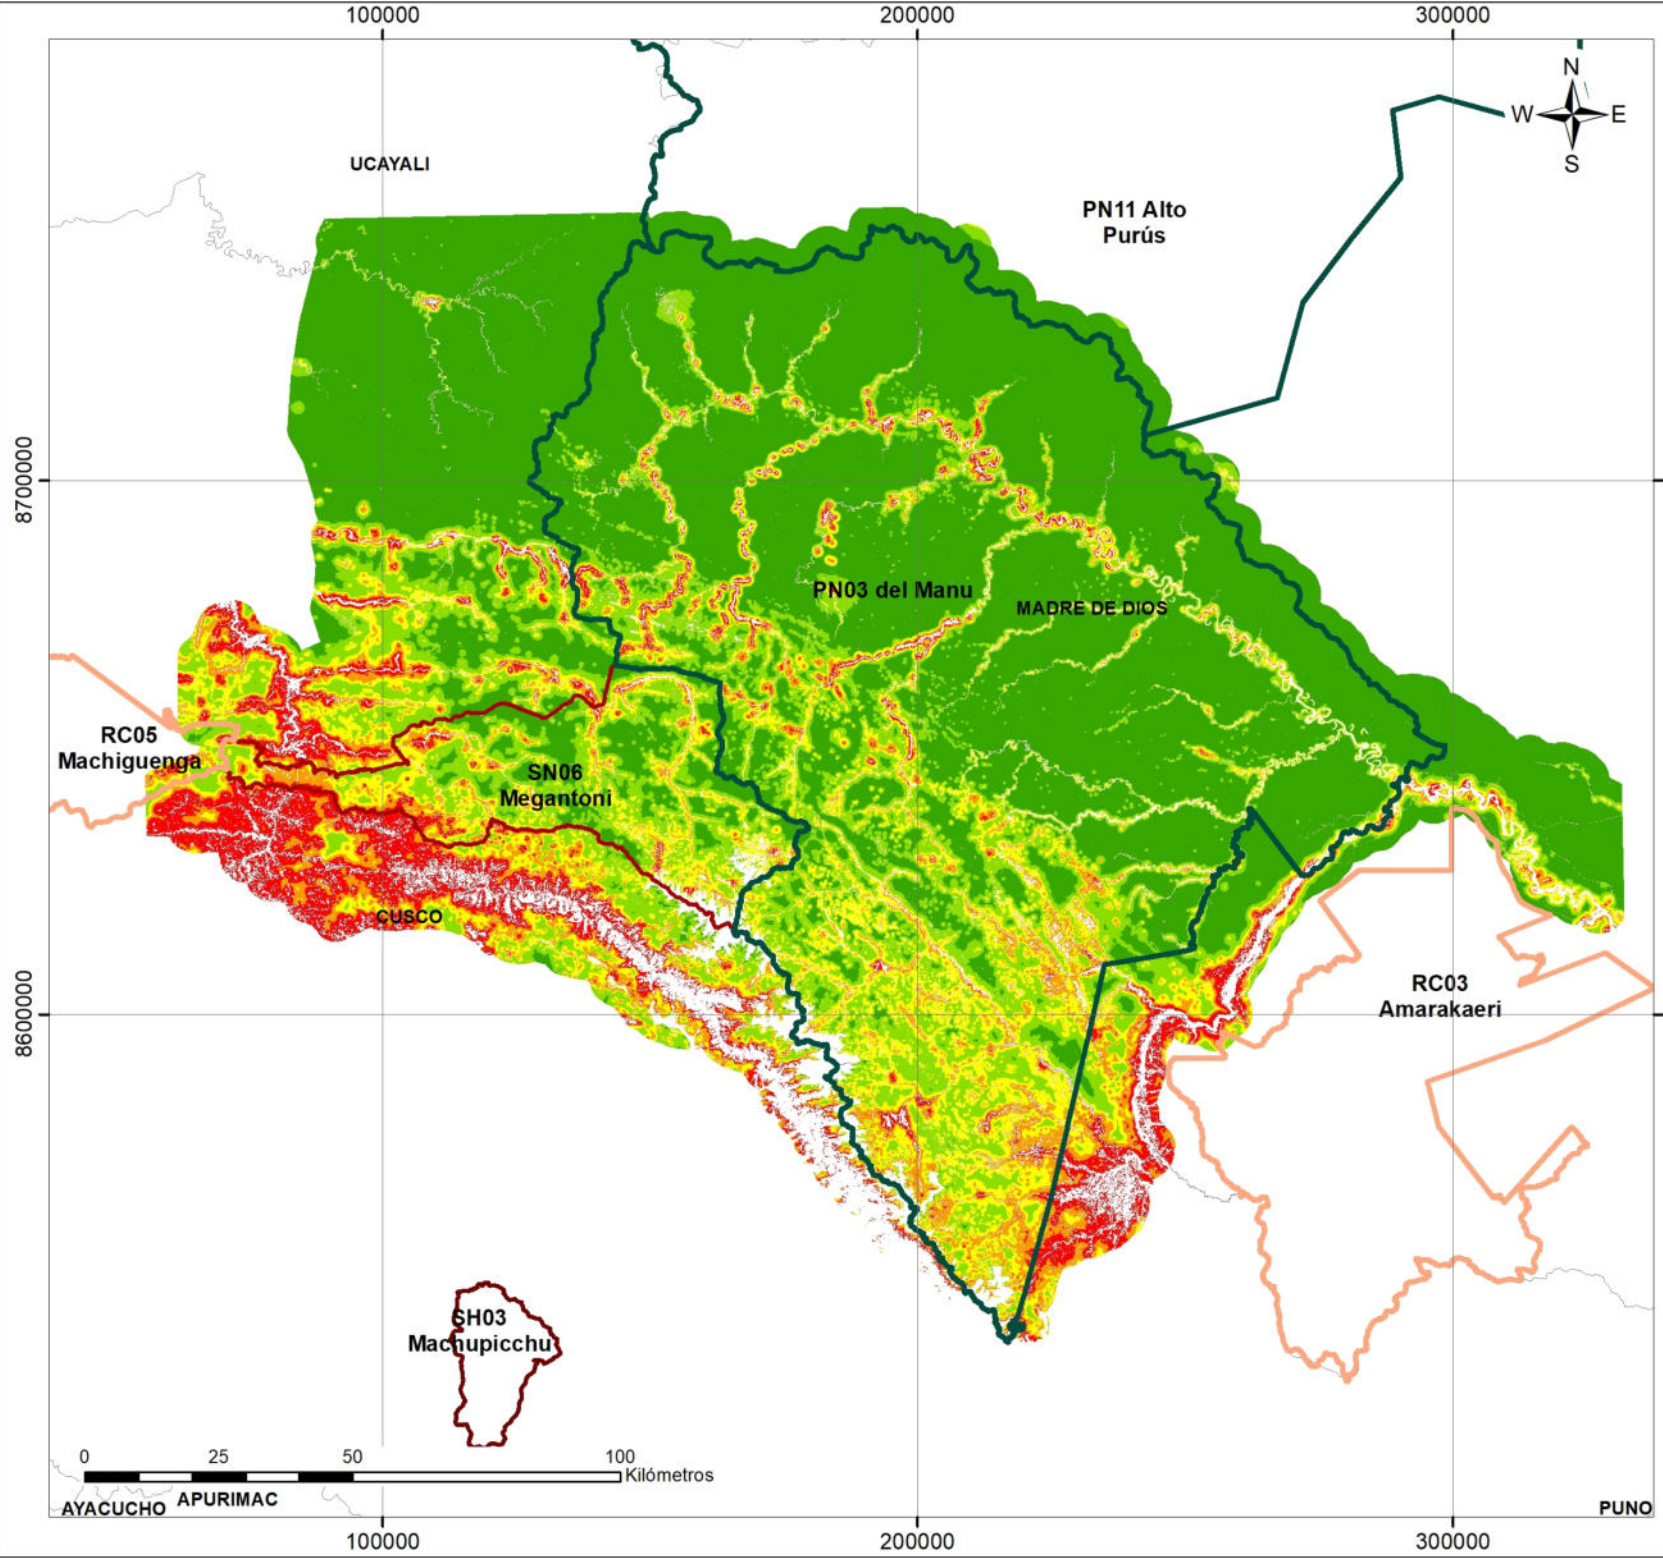 100000
200000
300000
N
W
E
S
UCAYALI
PN11 Alto
Purús
8700000
PN03 del Manu
MADRE DE DIOS
RC05
Machiguenga
SN06
Megantoni
CUSCO
RC03
Amarakaeri
8600000
SH03
Machupicchu
0
25
50
100
Kilómetros
AYACUCHO
APURIMAC
PUNO
100000
200000
300000